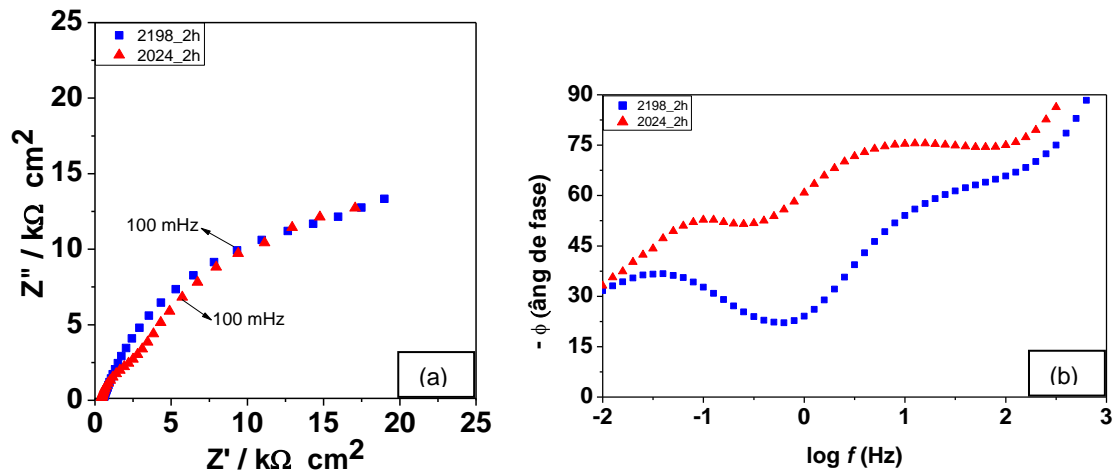 25
20
15
10
5
0
Z'' / kΩ cm²
2198_2h
2024_2h
100 mHz
100 mHz
(a)
0 5 10 15 20 25
Z' / kΩ cm²
90
75
60
45
30
15
0
- ϕ (âng de fase)
2198_2h
2024_2h
(b)
-2 -1 0 1 2 3
log f (Hz)